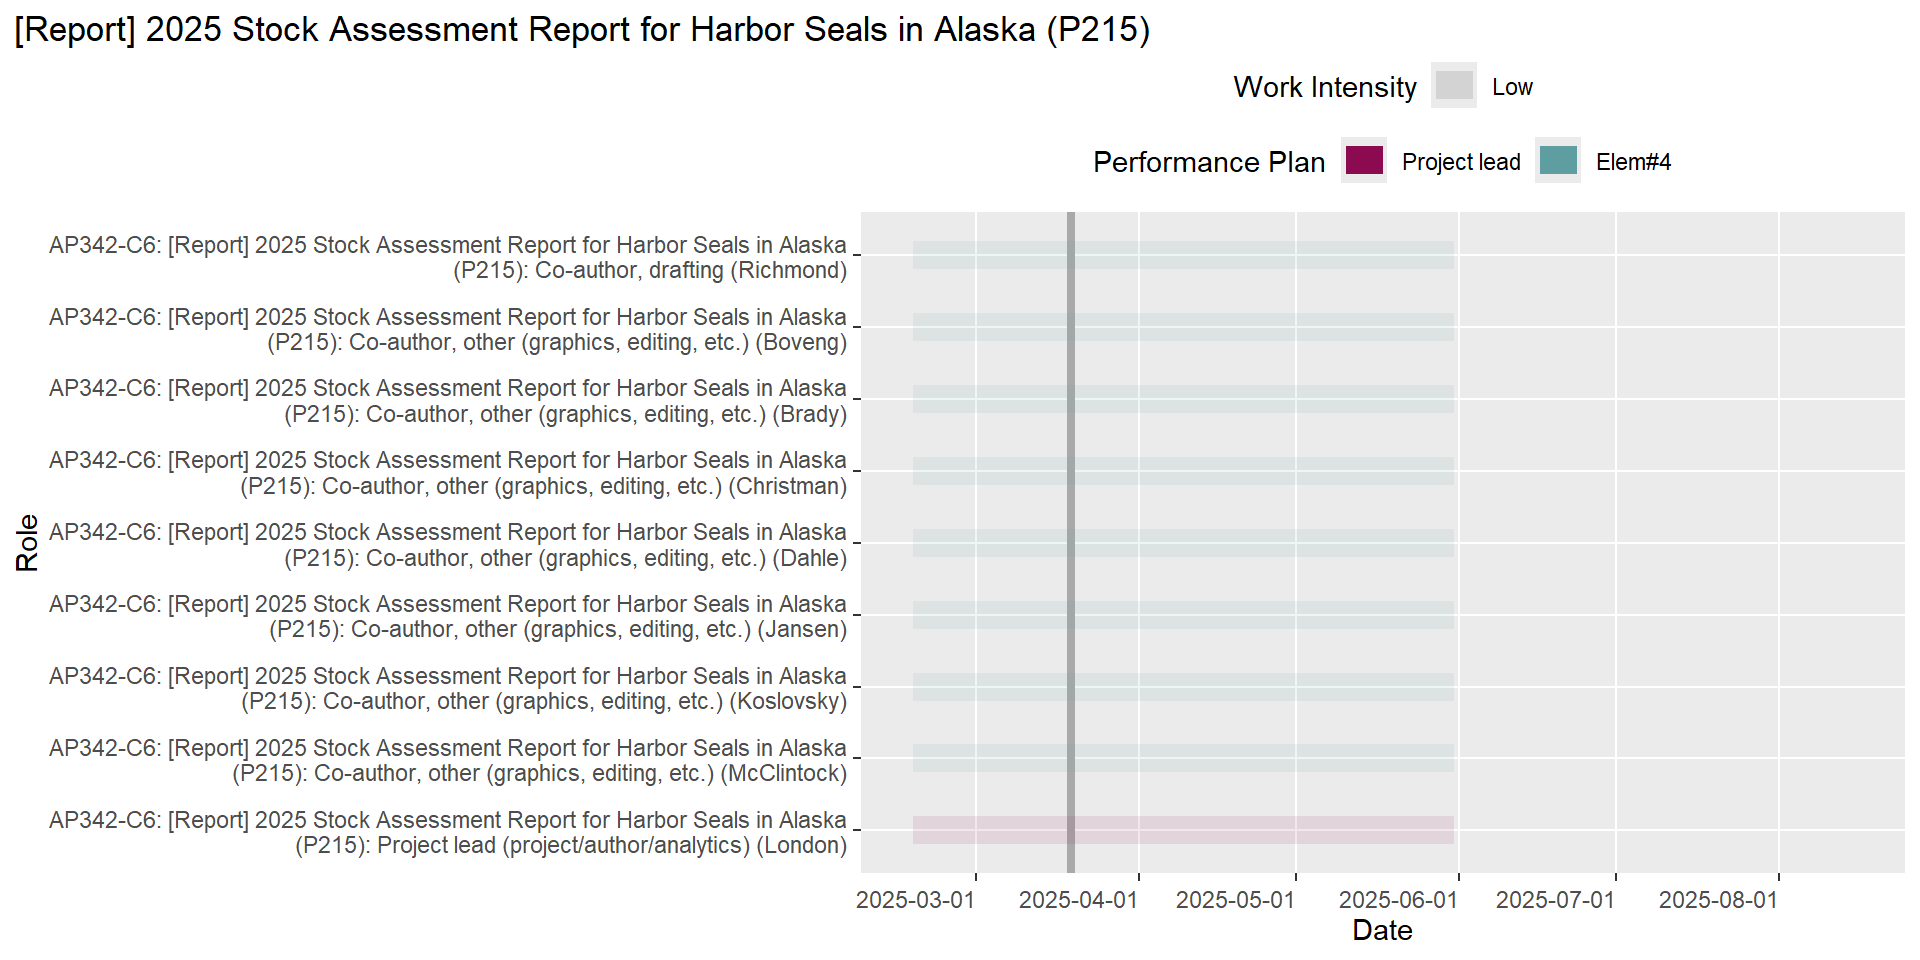 [Report] 2025 Stock Assessment Report for Harbor Seals in Alaska (P215)
Work Intensity Low
Performance Plan Project lead Elem#4
AP342-C6: [Report] 2025 Stock Assessment Report for Harbor Seals in Alaska
(P215): Co-author, drafting (Richmond)
AP342-C6: [Report] 2025 Stock Assessment Report for Harbor Seals in Alaska
(P215): Co-author, other (graphics, editing, etc.) (Boveng)
AP342-C6: [Report] 2025 Stock Assessment Report for Harbor Seals in Alaska
(P215): Co-author, other (graphics, editing, etc.) (Brady)
AP342-C6: [Report] 2025 Stock Assessment Report for Harbor Seals in Alaska
(P215): Co-author, other (graphics, editing, etc.) (Christman)
AP342-C6: [Report] 2025 Stock Assessment Report for Harbor Seals in Alaska
(P215): Co-author, other (graphics, editing, etc.) (Dahle)
AP342-C6: [Report] 2025 Stock Assessment Report for Harbor Seals in Alaska
(P215): Co-author, other (graphics, editing, etc.) (Jansen)
AP342-C6: [Report] 2025 Stock Assessment Report for Harbor Seals in Alaska
(P215): Co-author, other (graphics, editing, etc.) (Koslovsky)
AP342-C6: [Report] 2025 Stock Assessment Report for Harbor Seals in Alaska
(P215): Co-author, other (graphics, editing, etc.) (McClintock)
AP342-C6: [Report] 2025 Stock Assessment Report for Harbor Seals in Alaska
(P215): Project lead (project/author/analytics) (London)
Role
2025-03-01 2025-04-01 2025-05-01 2025-06-01 2025-07-01 2025-08-01
Date